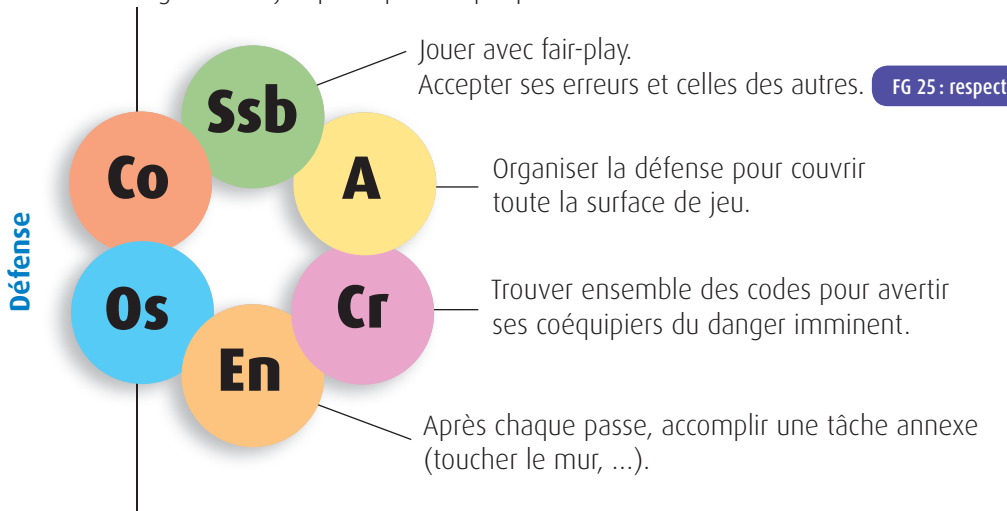 Jouer avec fair-play.
Accepter ses erreurs et celles des autres. FG 25 : respect
Ssb
Co
A
Organiser la défense pour couvrir
toute la surface de jeu.
Défense
Os
Cr
Trouver ensemble des codes pour avertir
ses coéquipiers du danger imminent.
En
Après chaque passe, accomplir une tâche annexe
(toucher le mur, ...).